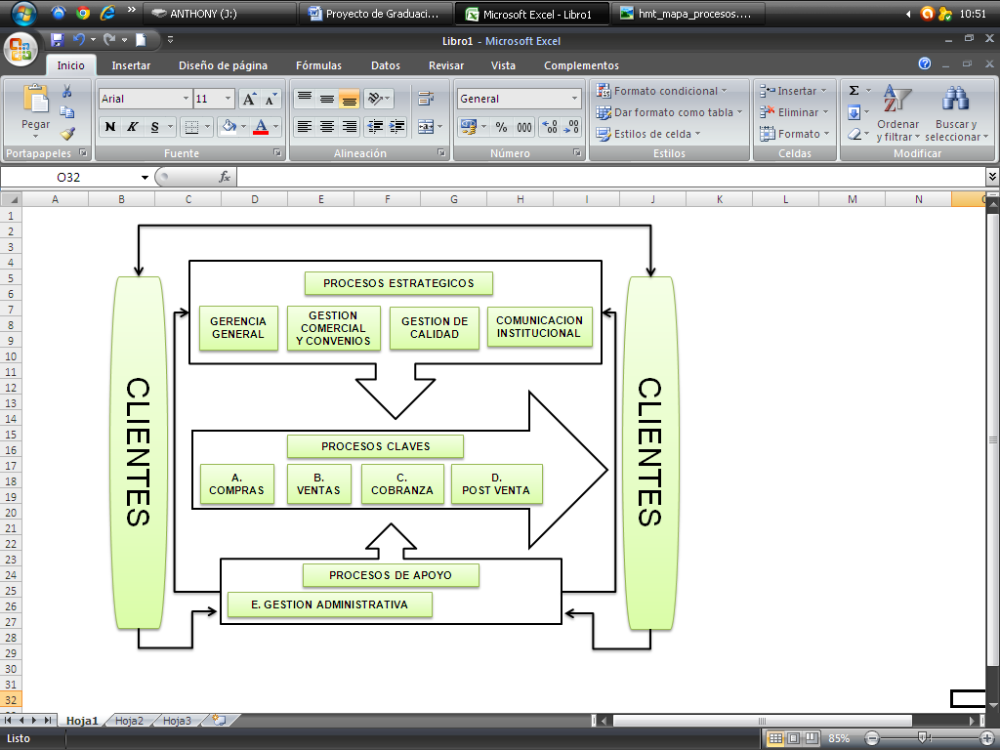 ANTHONY (J:)
Proyecto de Graduaci...
Microsoft Excel - Libro1
hmt_mapa_procesos....
10:51
Libro1 - Microsoft Excel
Inicio
Insertar
Diseño de página
Fórmulas
Datos
Revisar
Vista
Complementos
Pegar
Portapapeles
Arial
11
N K S
Fuente
Alineación
General
% 000
Número
Formato condicional
Dar formato como tabla
Estilos de celda
Estilos
Insertar
Eliminar
Formato
Celdas
Σ
Ordenar
y filtrar
Buscar y
seleccionar
Modificar
O32
fx
A B C D E F G H I J K L M N
1
2
3
4
5
6
7
8
9
10
11
12
13
14
15
16
17
18
19
20
21
22
23
24
25
26
27
28
29
30
31
32
CLIENTES
PROCESOS ESTRATEGICOS
GERENCIA
GENERAL
GESTION
COMERCIAL
Y CONVENIOS
GESTION DE
CALIDAD
COMUNICACION
INSTITUCIONAL
PROCESOS CLAVES
A.
COMPRAS
B.
VENTAS
C.
COBRANZA
D.
POST VENTA
PROCESOS DE APOYO
E. GESTION ADMINISTRATIVA
CLIENTES
Hoja1
Hoja2
Hoja3
Listo
85%